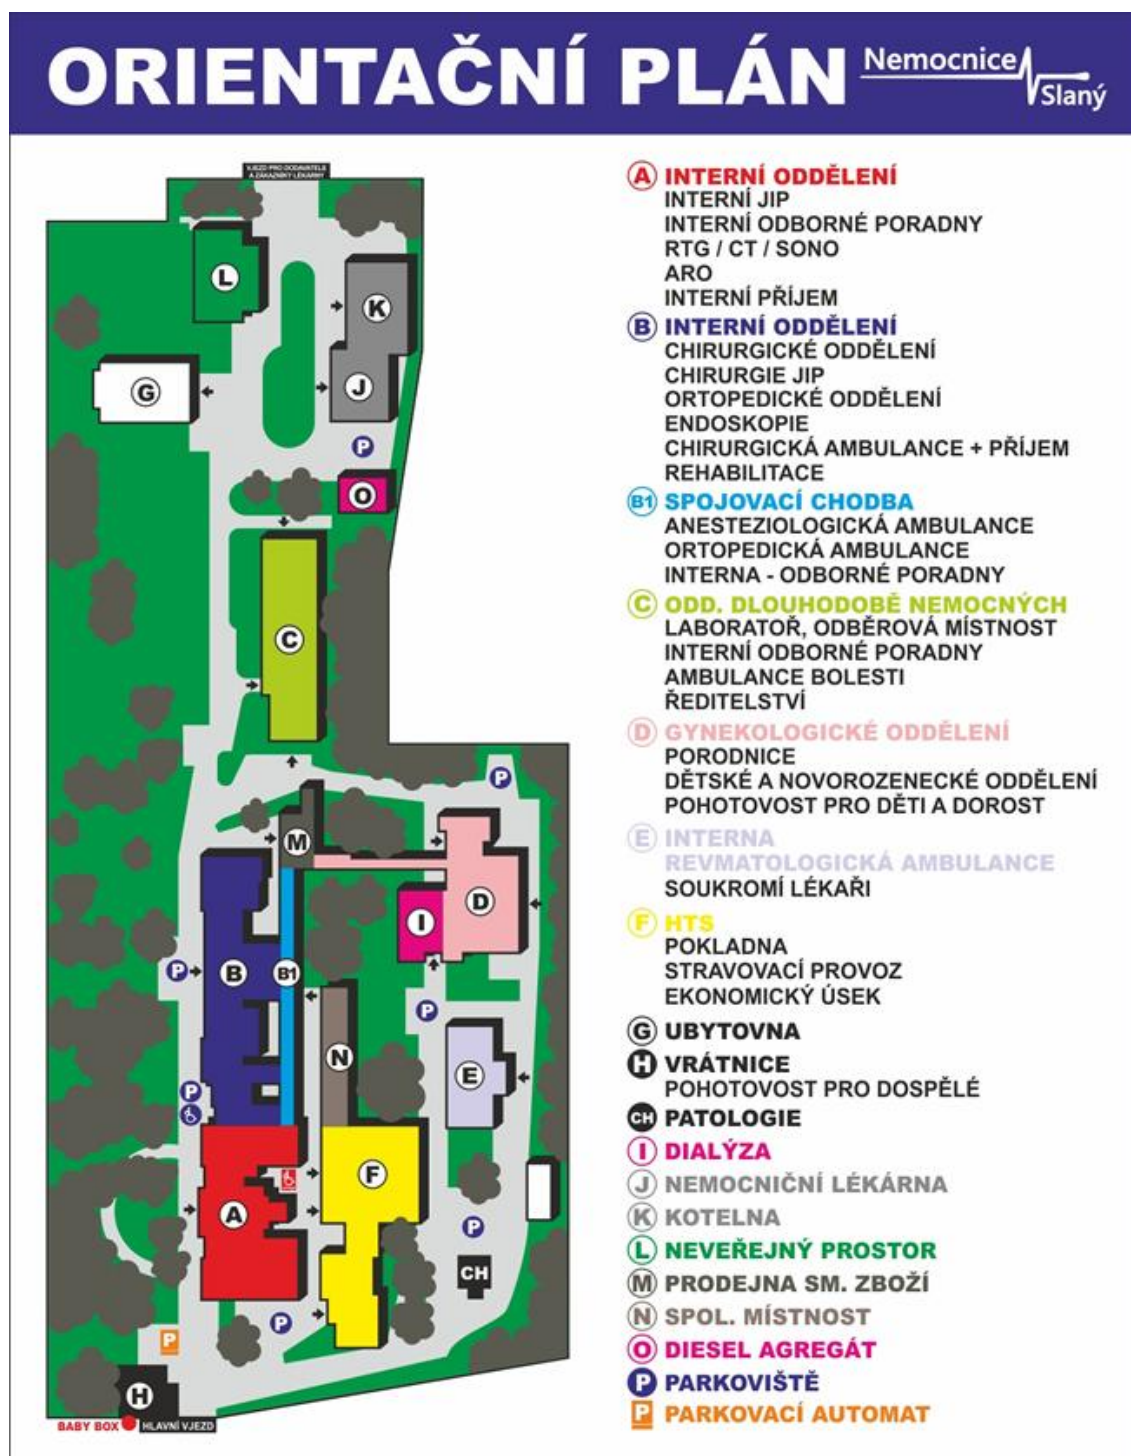 ORIENTAČNÍ PLÁN
Nemocnice
Slaný
VJEZD PRO DODAVATELE
A ZÁKAZNÍKY LÉKÁRNY
L
K
G
J
P
O
C
P
M
D
I
P
B
B1
P
N
E
P
F
A
P
CH
P
P
H
BABY BOX
HLAVNÍ VJEZD
A INTERNÍ ODDĚLENÍ
INTERNÍ JIP
INTERNÍ ODBORNÉ PORADNY
RTG / CT / SONO
ARO
INTERNÍ PŘÍJEM
B INTERNÍ ODDĚLENÍ
CHIRURGICKÉ ODDĚLENÍ
CHIRURGIE JIP
ORTOPEDICKÉ ODDĚLENÍ
ENDOSKOPIE
CHIRURGICKÁ AMBULANCE + PŘÍJEM
REHABILITACE
B1 SPOJOVACÍ CHODBA
ANESTEZIOLOGICKÁ AMBULANCE
ORTOPEDICKÁ AMBULANCE
INTERNA - ODBORNÉ PORADNY
C ODD. DLOUHODOBĚ NEMOCNÝCH
LABORATOŘ, ODBĚROVÁ MÍSTNOST
INTERNÍ ODBORNÉ PORADNY
AMBULANCE BOLESTI
ŘEDITELSTVÍ
D GYNEKOLOGICKÉ ODDĚLENÍ
PORODNICE
DĚTSKÉ A NOVOROZENECKÉ ODDĚLENÍ
POHOTOVOST PRO DĚTI A DOROST
E INTERNA
REVMATOLOGICKÁ AMBULANCE
SOUKROMÍ LÉKAŘI
F HTS
POKLADNA
STRAVOVACÍ PROVOZ
EKONOMICKÝ ÚSEK
G UBYTOVNA
H VRÁTNICE
POHOTOVOST PRO DOSPĚLÉ
CH PATOLOGIE
I DIALÝZA
J NEMOCNIČNÍ LÉKÁRNA
K KOTELNA
L NEVEŘEJNÝ PROSTOR
M PRODEJNA SM. ZBOŽÍ
N SPOL. MÍSTNOST
O DIESEL AGREGÁT
P PARKOVIŠTĚ
P PARKOVACÍ AUTOMAT